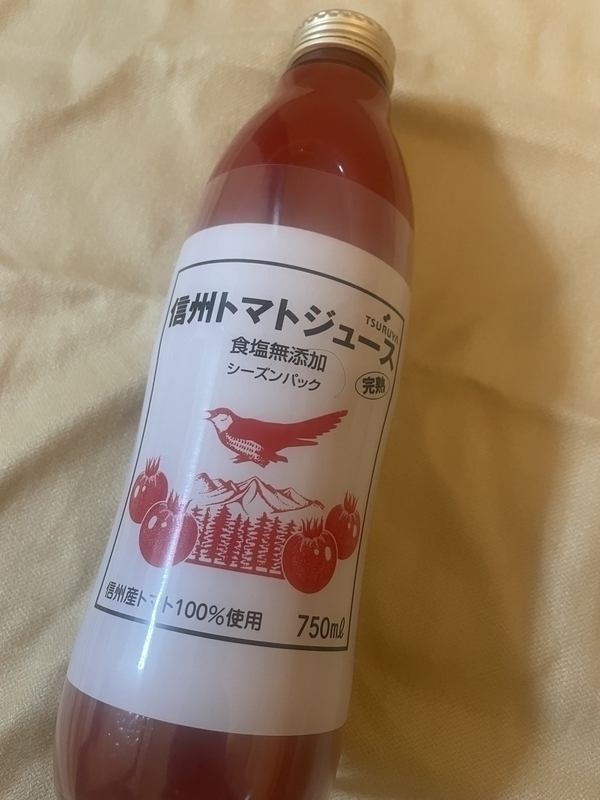 TSURUYA
信州トマトジュース
食塩無添加
シーズンパック
完熟
信州産トマト100%使用
750ml